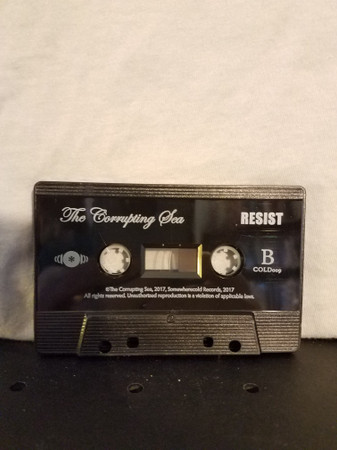 The Corrupting Sea
RESIST
B
COLD009
©The Corrupting Sea, 2017, Somewherecold Records, 2017
All rights reserved. Unauthorised reproduction is a violation of applicable laws.